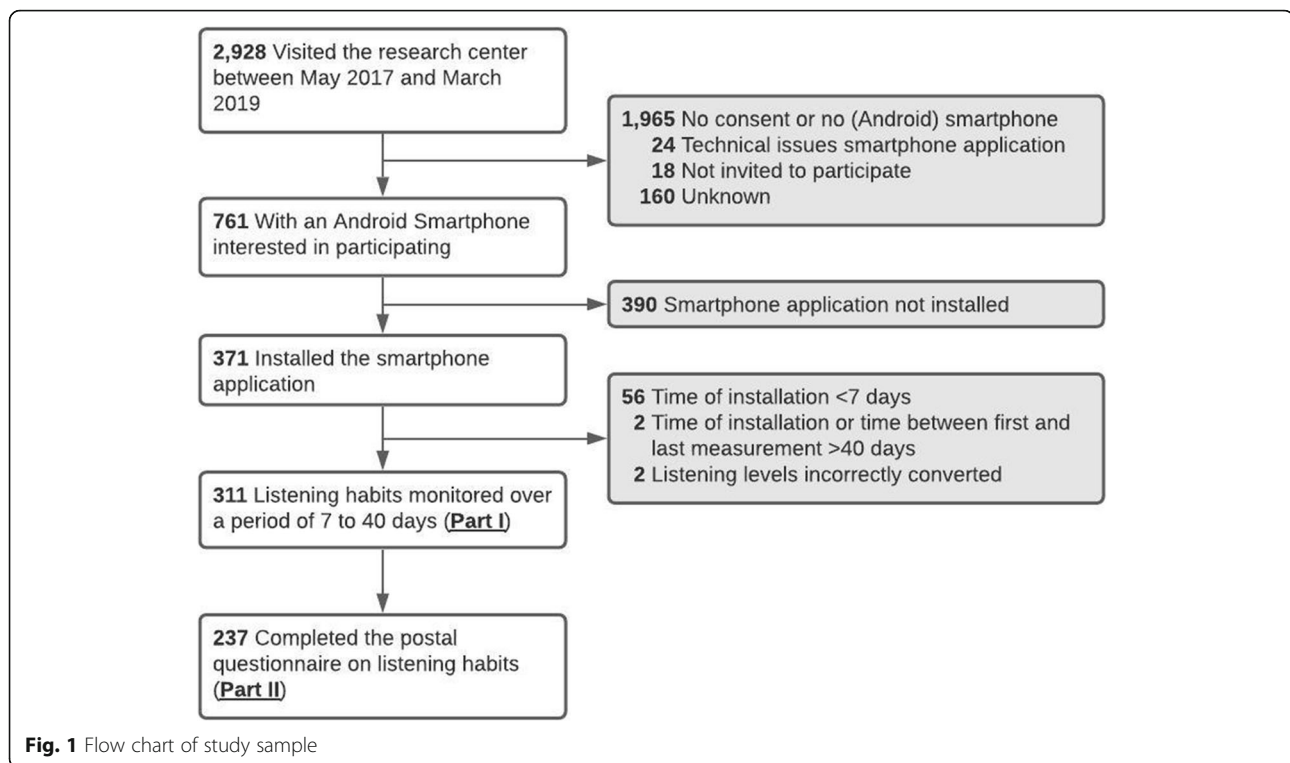 2,928 Visited the research center
between May 2017 and March
2019
1,965 No consent or no (Android) smartphone
24 Technical issues smartphone application
18 Not invited to participate
160 Unknown
761 With an Android Smartphone
interested in participating
390 Smartphone application not installed
371 Installed the smartphone
application
56 Time of installation <7 days
2 Time of installation or time between first and
last measurement >40 days
2 Listening levels incorrectly converted
311 Listening habits monitored over
a period of 7 to 40 days (Part I)
237 Completed the postal
questionnaire on listening habits
(Part II)
Fig. 1 Flow chart of study sample